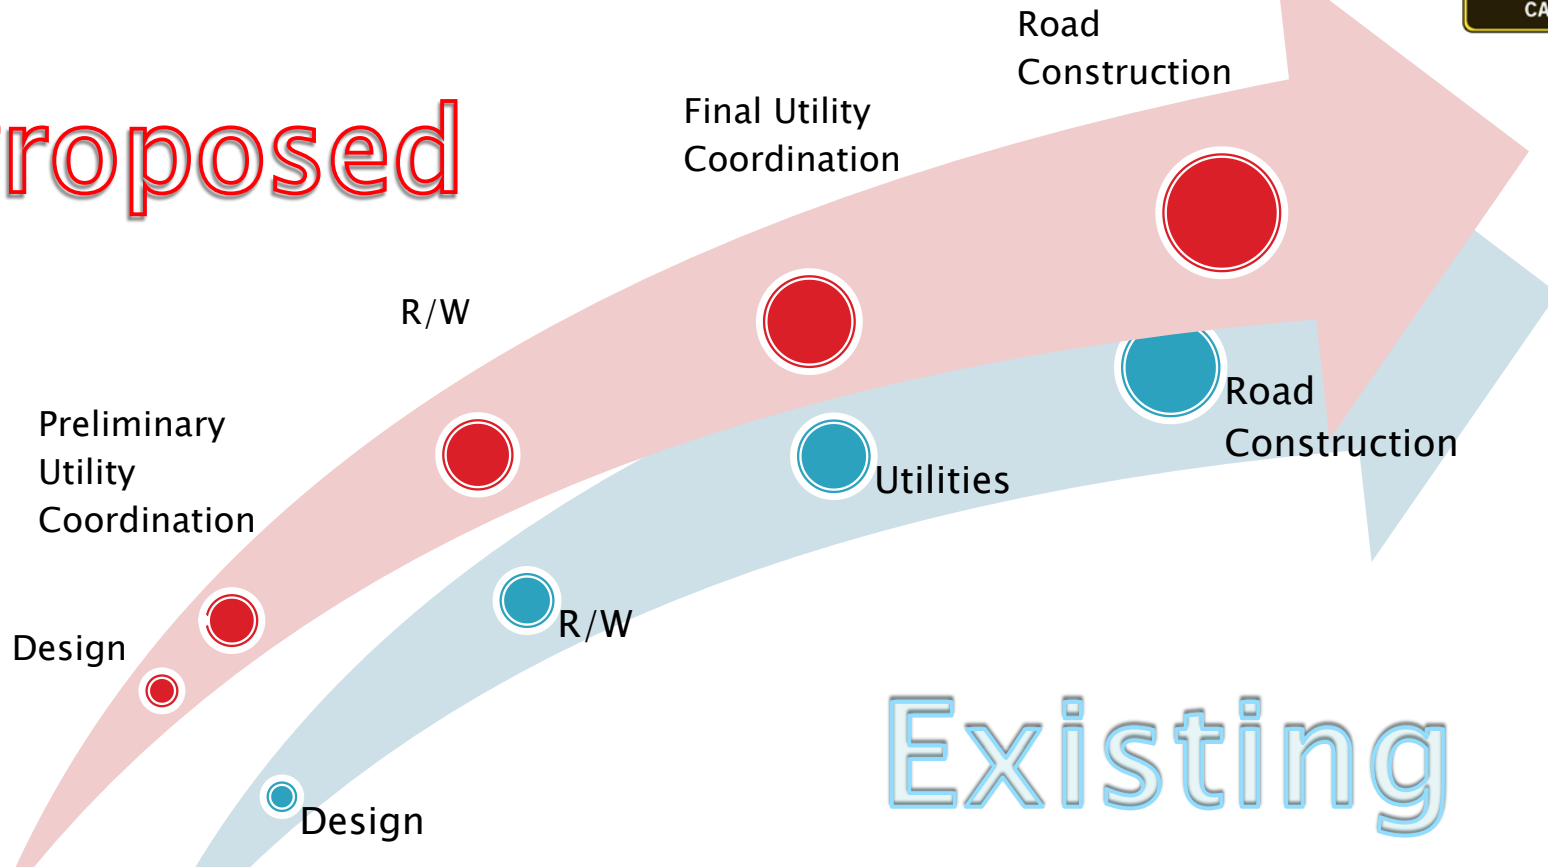 Road
Construction
Final Utility
Coordination
roposed
R/W
Preliminary
Utility
Coordination
Design
Road
Construction
Utilities
R/W
Design
Existing